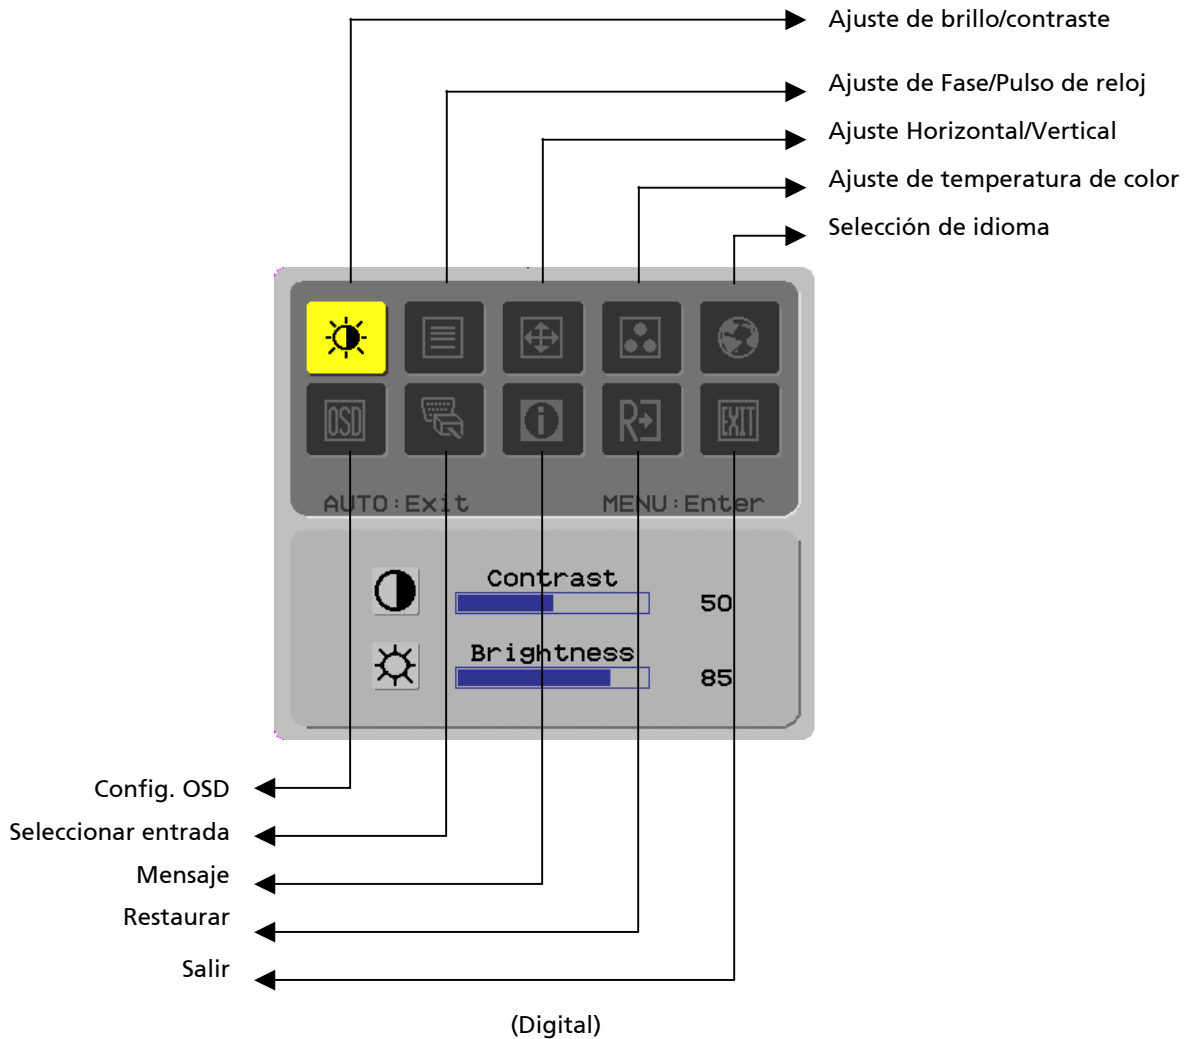 Ajuste de brillo/contraste
Ajuste de Fase/Pulso de reloj
Ajuste Horizontal/Vertical
Ajuste de temperatura de color
Selección de idioma
OSD
i
R
EXIT
AUTO:Exit MENU:Enter
Contrast
50
Brightness
85
Config. OSD
Seleccionar entrada
Mensaje
Restaurar
Salir
(Digital)